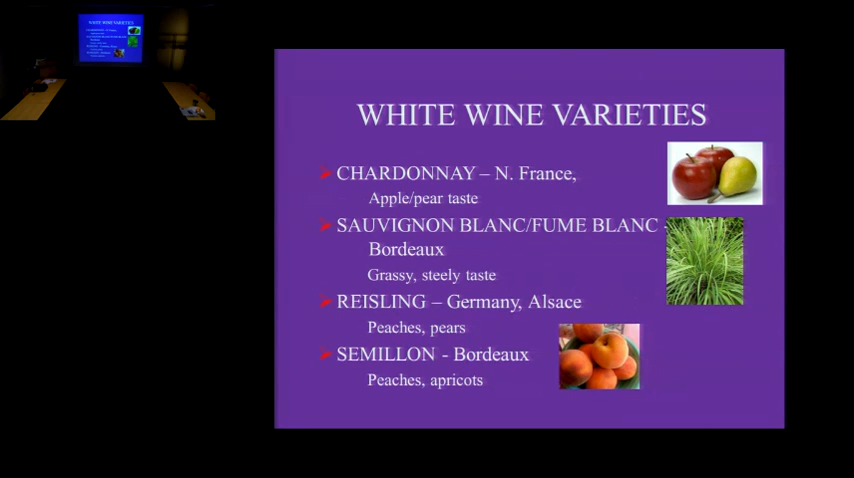 WHITE WINE VARIETIES
CHARDONNAY – N. France,
Apple/pear taste
SAUVIGNON BLANC/FUME BLANC -
Bordeaux
Grassy, steely taste
REISLING – Germany, Alsace
Peaches, pears
SEMILLON - Bordeaux
Peaches, apricots